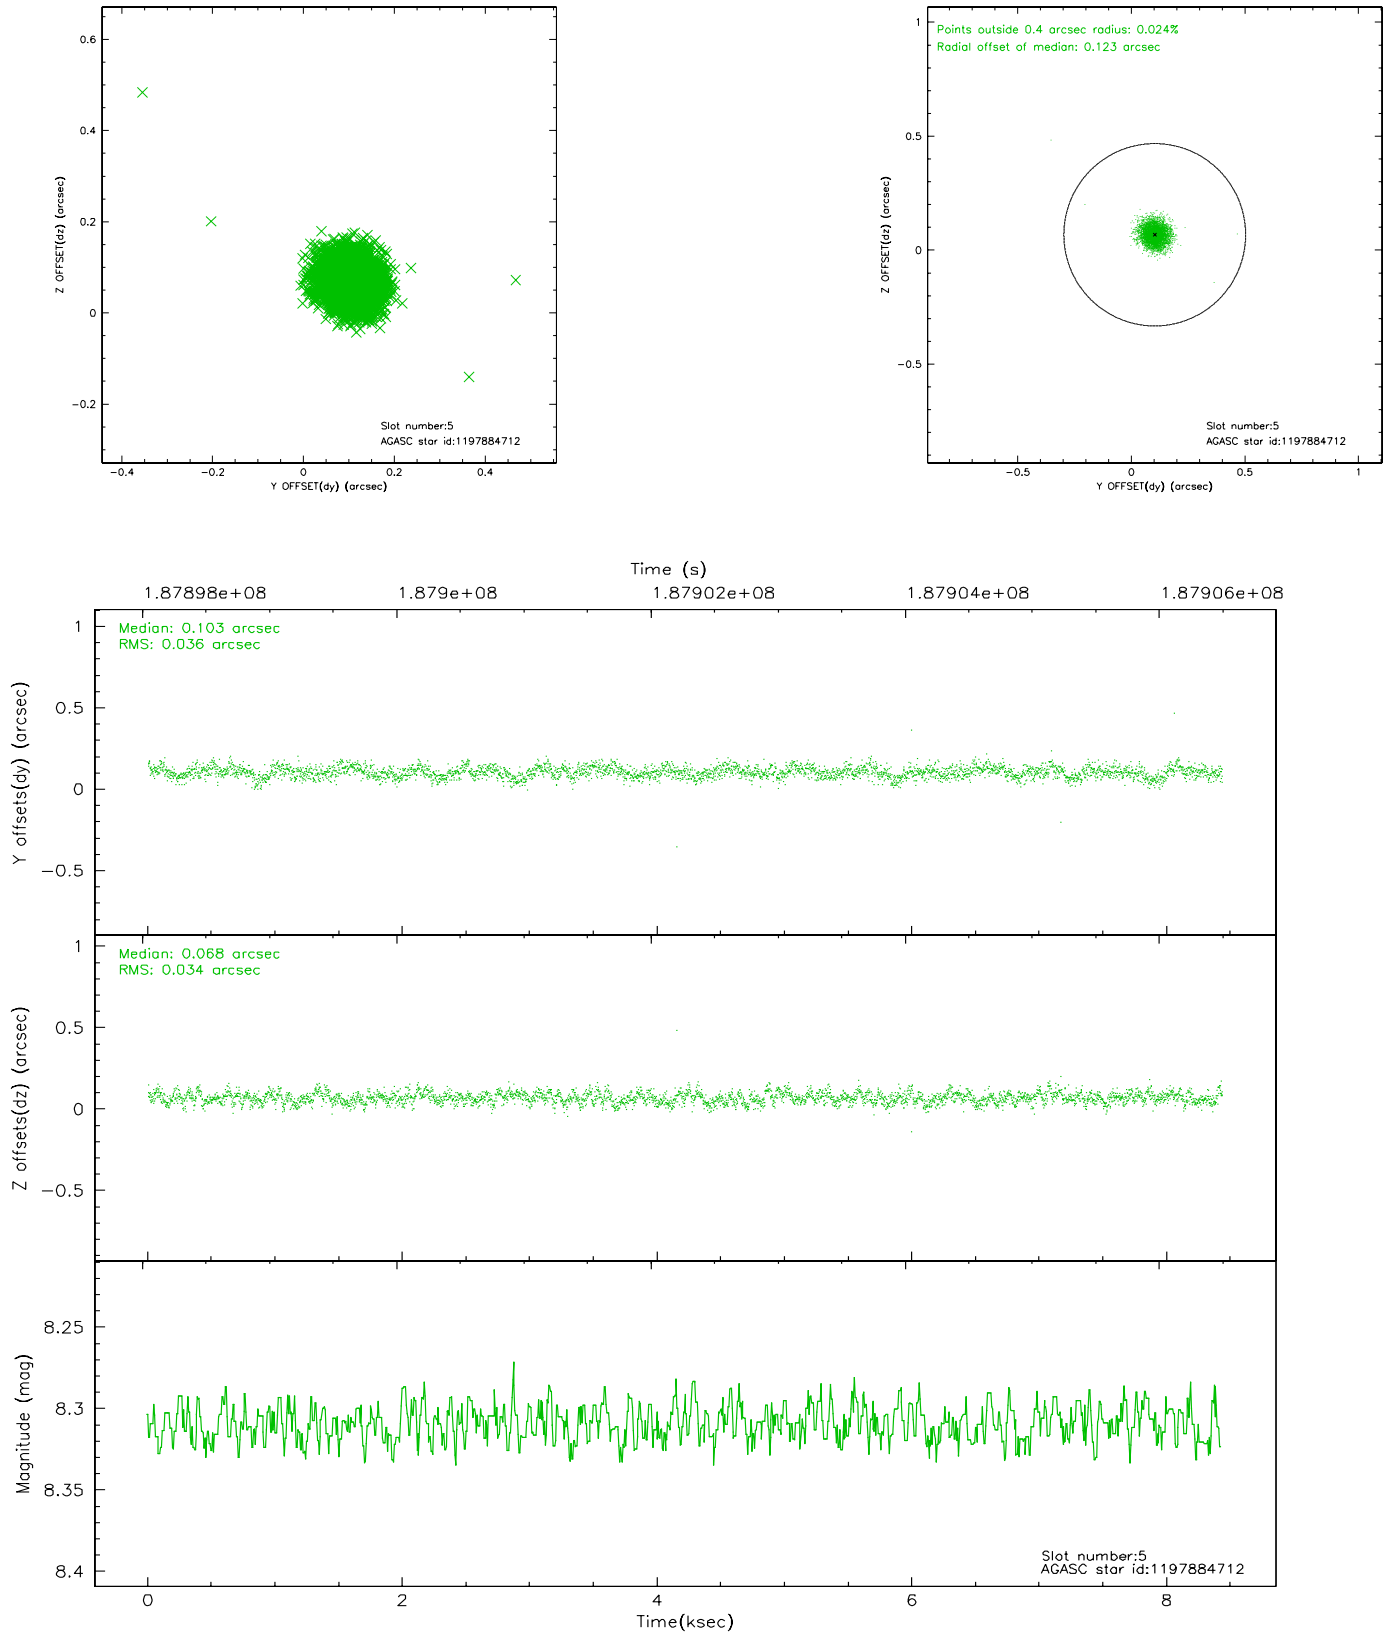 0.6
0.4
0.2
0
−0.2
Z OFFSET(dz) (arcsec)
Slot number:5
AGASC star id:1197884712
−0.4 −0.2 0 0.2 0.4
Y OFFSET(dy) (arcsec)
Points outside 0.4 arcsec radius: 0.024%
Radial offset of median: 0.123 arcsec
1
0.5
0
−0.5
Z OFFSET(dz) (arcsec)
Slot number:5
AGASC star id:1197884712
−0.5 0 0.5 1
Y OFFSET(dy) (arcsec)
Time (s)
1.87898e+08 1.879e+08 1.87902e+08 1.87904e+08 1.87906e+08
Median: 0.103 arcsec
RMS: 0.036 arcsec
1
0.5
0
−0.5
Y offsets(dy) (arcsec)
Median: 0.068 arcsec
RMS: 0.034 arcsec
1
0.5
0
−0.5
Z offsets(dz) (arcsec)
8.25
8.3
8.35
8.4
Magnitude (mag)
Slot number:5
AGASC star id:1197884712
0 2 4 6 8
Time(ksec)